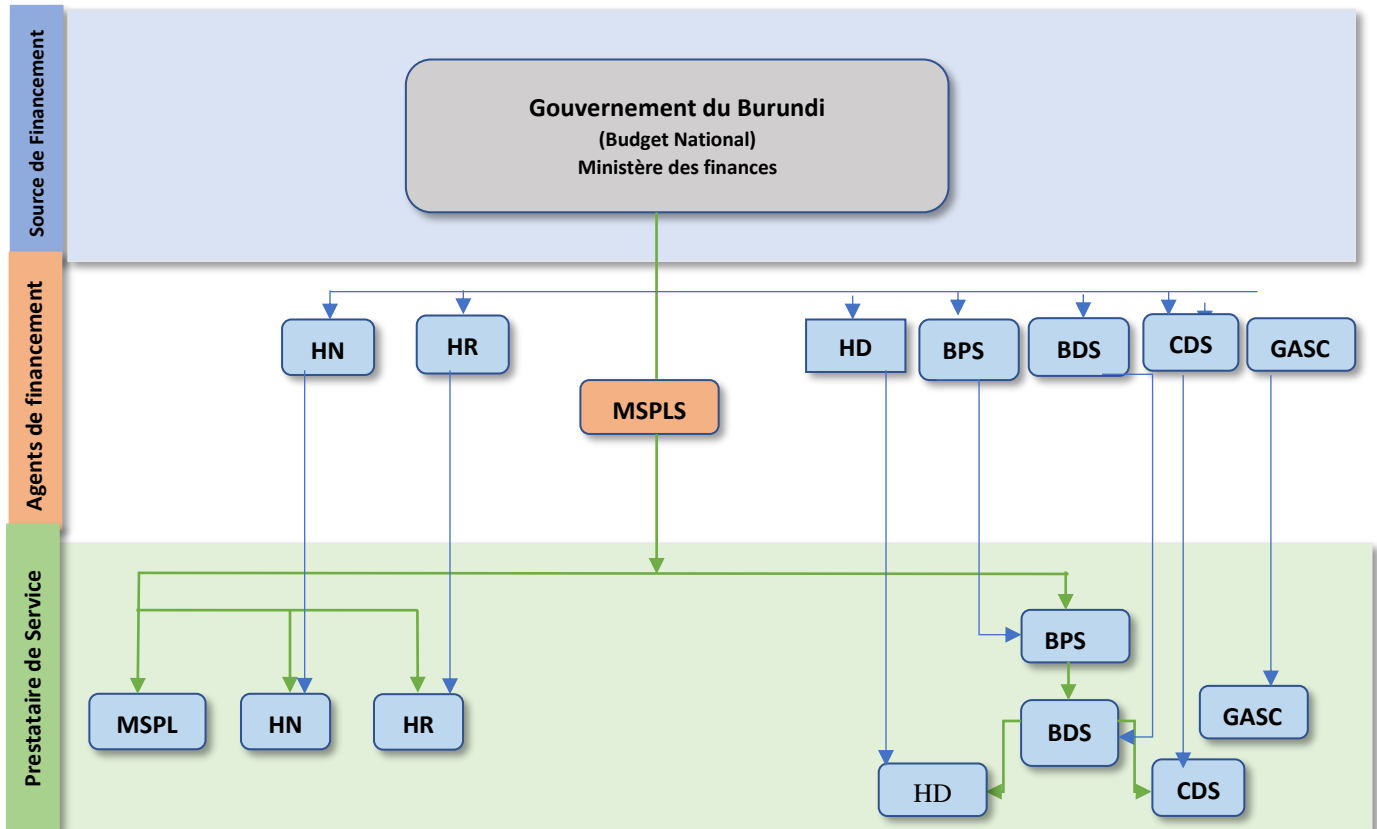 Source de Financement
Gouvernement du Burundi
(Budget National)
Ministère des finances
Agents de financement
HN
HR
HD
BPS
BDS
CDS
GASC
MSPLS
Prestataire de Service
BPS
MSPL
HN
HR
BDS
GASC
HD
CDS